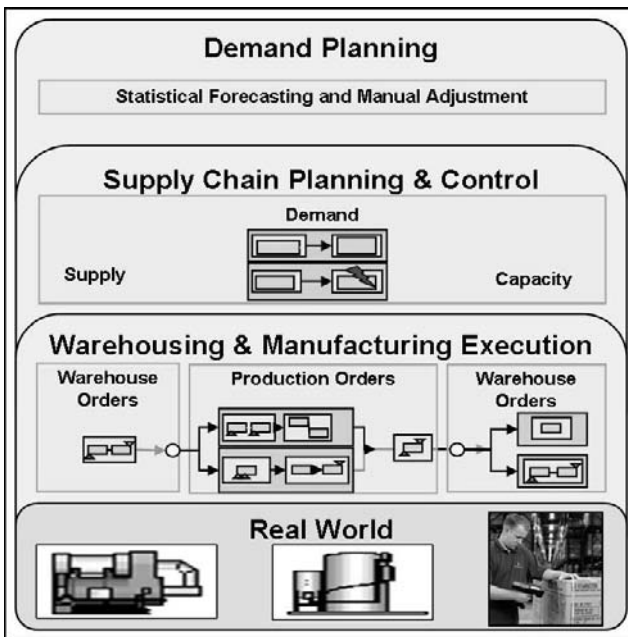 Demand Planning
Statistical Forecasting and Manual Adjustment
Supply Chain Planning & Control
Demand
Supply
Capacity
Warehousing & Manufacturing Execution
Warehouse
Orders
Production Orders
Warehouse
Orders
Real World